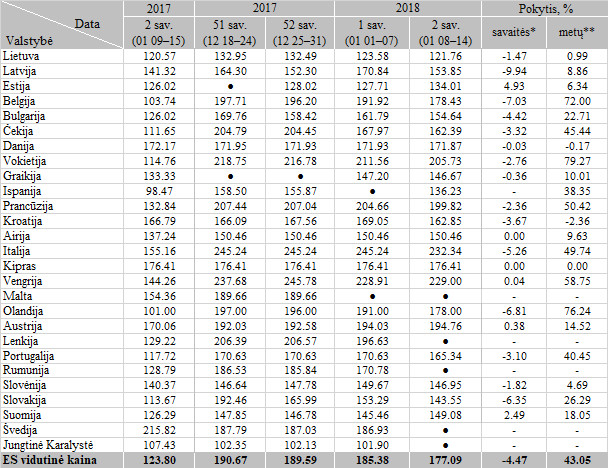 Data
Valstybė
2017
2 sav.
(01 09–15)
2017
51 sav.
(12 18–24)
52 sav.
(12 25–31)
2018
1 sav.
(01 01–07)
2 sav.
(01 08–14)
Pokytis, %
savaitės*
metų**
Lietuva 120.57 132.95 132.49 123.58 121.76 -1.47 0.99
Latvija 141.32 164.30 152.30 170.84 153.85 -9.94 8.86
Estija 126.02 ● 128.02 127.71 134.01 4.93 6.34
Belgija 103.74 197.71 196.20 191.92 178.43 -7.03 72.00
Bulgarija 126.02 169.76 158.42 161.79 154.64 -4.42 22.71
Čekija 111.65 204.79 204.45 167.97 162.39 -3.32 45.44
Danija 172.17 171.95 171.93 171.93 171.87 -0.03 -0.17
Vokietija 114.76 218.75 216.78 211.56 205.73 -2.76 79.27
Graikija 133.33 ● ● 147.20 146.67 -0.36 10.01
Ispanija 98.47 158.50 155.87 ● 136.23 - 38.35
Prancūzija 132.84 207.44 207.04 204.66 199.82 -2.36 50.42
Kroatija 166.79 166.09 167.56 169.05 162.85 -3.67 -2.36
Airija 137.24 150.46 150.46 150.46 150.46 0.00 9.63
Italija 155.16 245.24 245.24 245.24 232.34 -5.26 49.74
Kipras 176.41 176.41 176.41 176.41 176.41 0.00 0.00
Vengrija 144.26 237.68 245.78 228.91 229.00 0.04 58.75
Malta 154.36 189.66 189.66 ● ● - -
Olandija 101.00 197.00 196.00 191.00 178.00 -6.81 76.24
Austrija 170.06 192.03 192.58 194.03 194.76 0.38 14.52
Lenkija 129.22 206.39 206.57 196.63 ● - -
Portugalija 117.72 170.63 170.63 170.63 165.34 -3.10 40.45
Rumunija 128.79 186.53 185.84 170.78 ● - -
Slovėnija 140.37 146.64 147.78 149.67 146.95 -1.82 4.69
Slovakija 113.67 192.46 165.99 153.29 143.55 -6.35 26.29
Suomija 126.29 147.85 146.78 145.46 149.08 2.49 18.05
Švedija 215.82 187.79 187.03 186.93 ● - -
Jungtinė Karalystė 107.43 102.35 102.13 101.90 ● - -
ES vidutinė kaina 123.80 190.67 189.59 185.38 177.09 -4.47 43.05